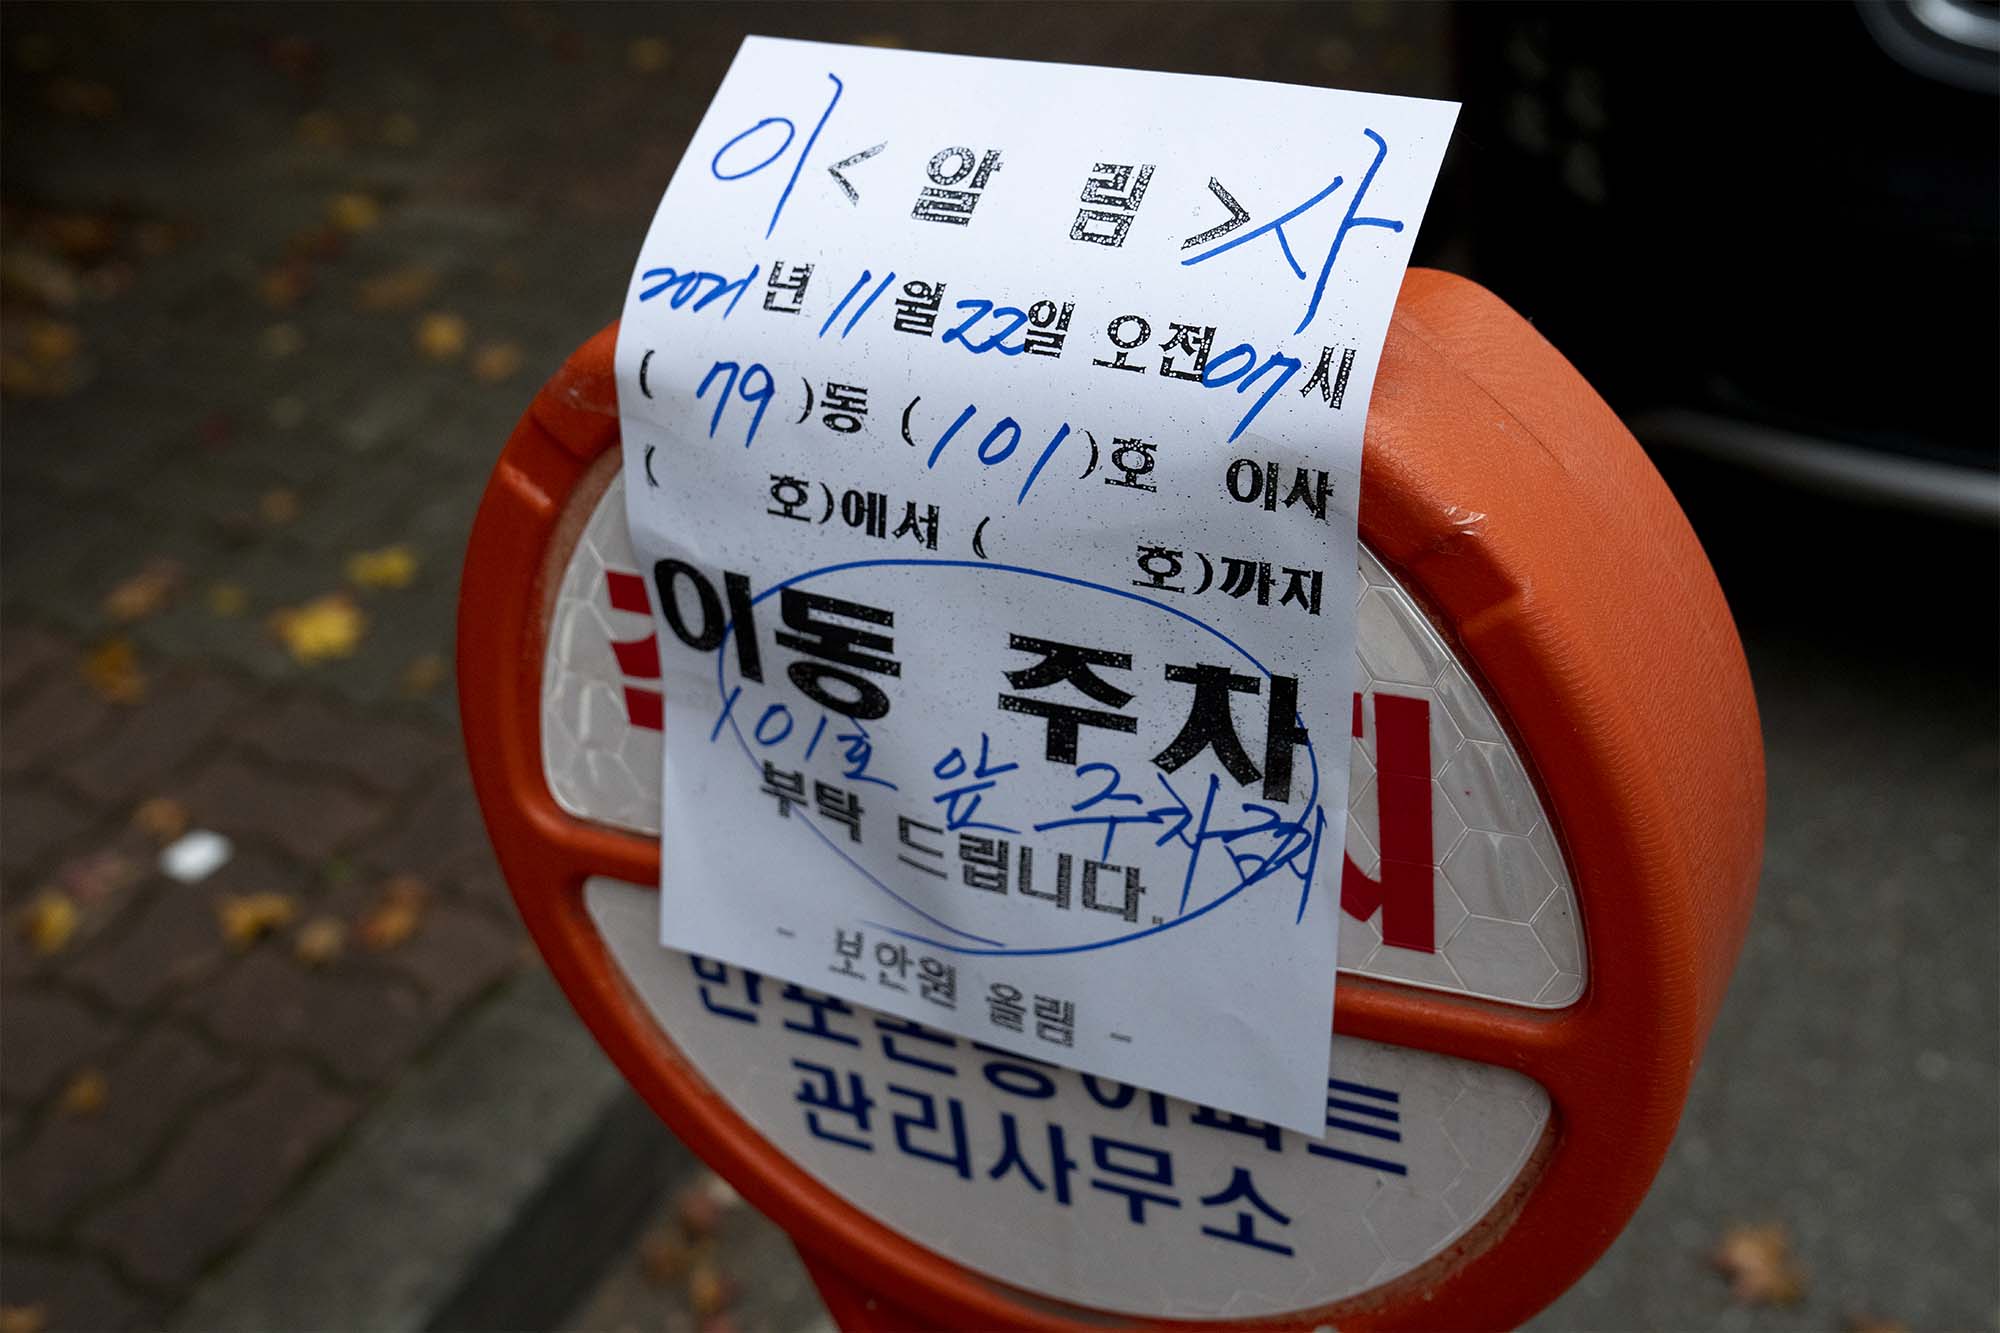 이 < 알 림 > 사
2021년 11월 22일 오전 07시
( 79 )동 (101)호 이사
( 호)에서 ( 호)까지
이동 주차
101호 앞 주차금지
부탁 드립니다.
- 보안원 올림 -
관리사무소